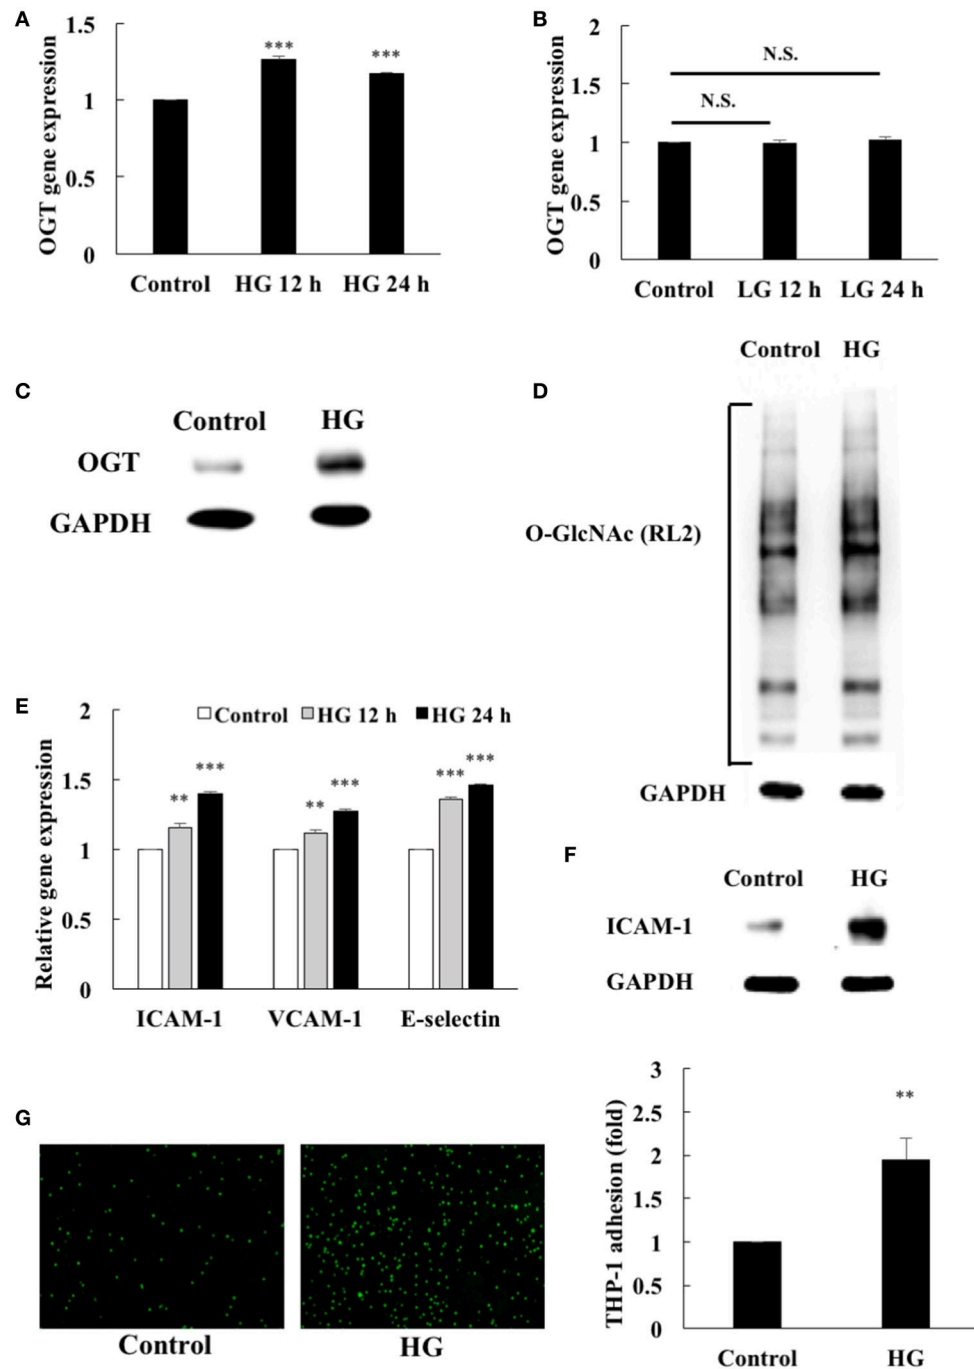 A
OGT gene expression
1.5
1
0.5
0
***
***
Control HG 12 h HG 24 h
B
OGT gene expression
2
1.5
1
0.5
0
N.S.
N.S.
Control LG 12 h LG 24 h
C
Control HG
OGT
GAPDH
D
Control HG
O-GlcNAc (RL2)
GAPDH
E
Relative gene expression
2
1.5
1
0.5
0
Control HG 12 h HG 24 h
** *** ** *** *** ***
ICAM-1 VCAM-1 E-selectin
F
Control HG
ICAM-1
GAPDH
G
Control HG
THP-1 adhesion (fold)
3
2.5
2
1.5
1
0.5
0
**
Control HG